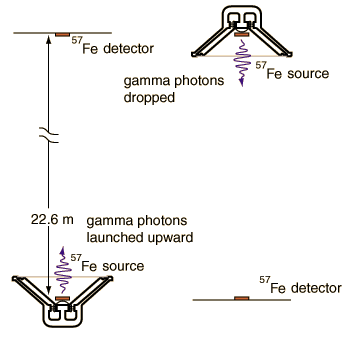 ⁵⁷Fe detector
gamma photons
dropped
⁵⁷Fe source
22.6 m
gamma photons
launched upward
⁵⁷Fe source
⁵⁷Fe detector